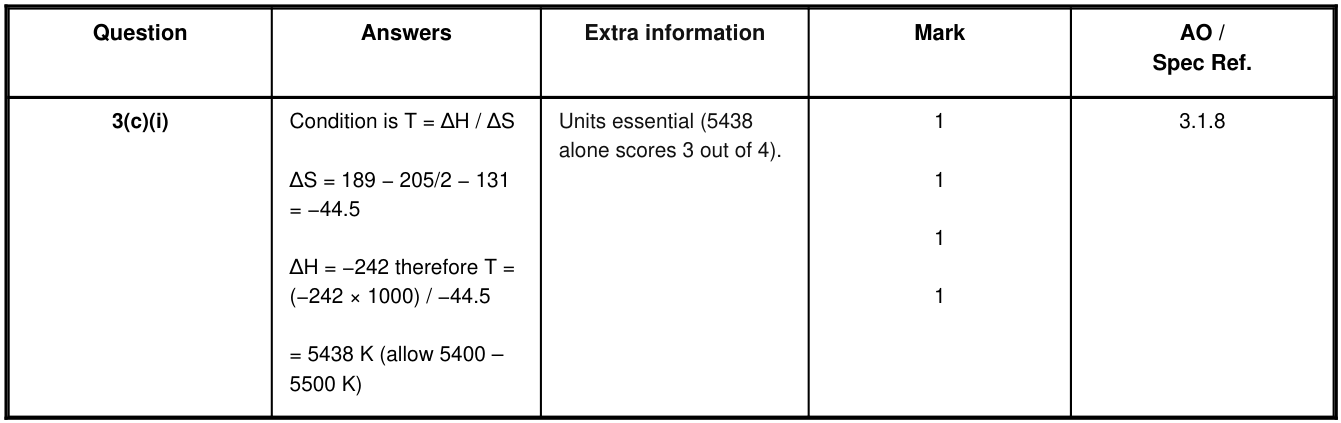 Question Answers Extra information Mark AO /
Spec Ref.
3(c)(i) Condition is T = ΔH / ΔS Units essential (5438 1 3.1.8
alone scores 3 out of 4).
ΔS = 189 − 205/2 − 131 1
= −44.5
1
ΔH = −242 therefore T =
(−242 × 1000) / −44.5 1
= 5438 K (allow 5400 –
5500 K)